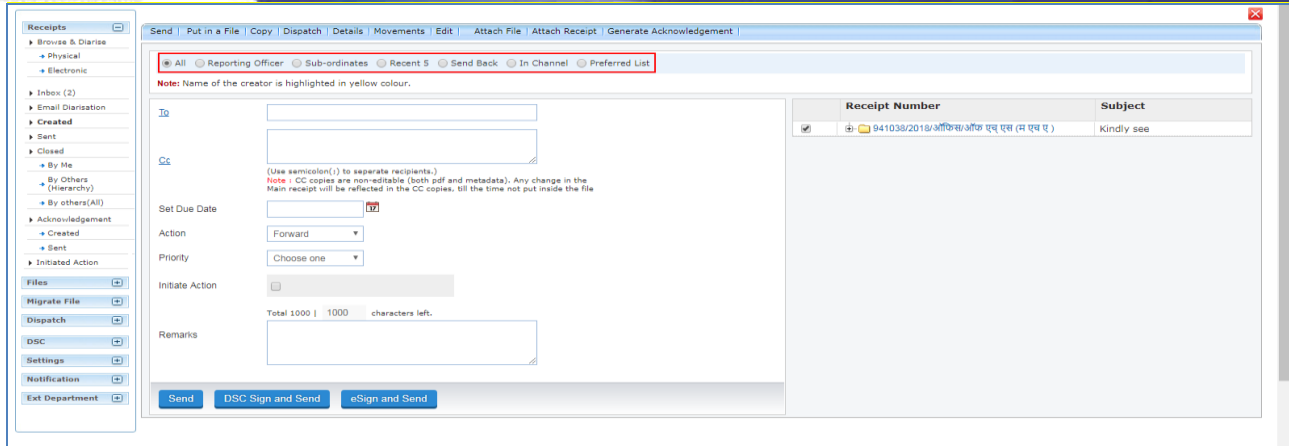 Receipts
Browse & Diarise
Physical
Electronic
Inbox (2)
Email Diarisation
Created
Sent
Closed
By Me
By Others
(Hierarchy)
By others(All)
Acknowledgement
Created
Sent
Initiated Action
Files
Migrate File
Dispatch
DSC
Settings
Notification
Ext Department
Send | Put in a File | Copy | Dispatch | Details | Movements | Edit | Attach File | Attach Receipt | Generate Acknowledgement |
All Reporting Officer Sub-ordinates Recent 5 Send Back In Channel Preferred List
Note: Name of the creator is highlighted in yellow colour.
To
Cc
(Use semicolon(;) to seperate recipients.)
Note : CC copies are non-editable (both pdf and metadata). Any change in the
Main receipt will be reflected in the CC copies, till the time not put inside the file
Set Due Date
17
Action
Forward
Priority
Choose one
Initiate Action
Total 1000 | 1000 characters left.
Remarks
Send DSC Sign and Send eSign and Send
Receipt Number Subject
941038/2018/ऑफिस/ऑफ एच् एस (म एच ए ) Kindly see